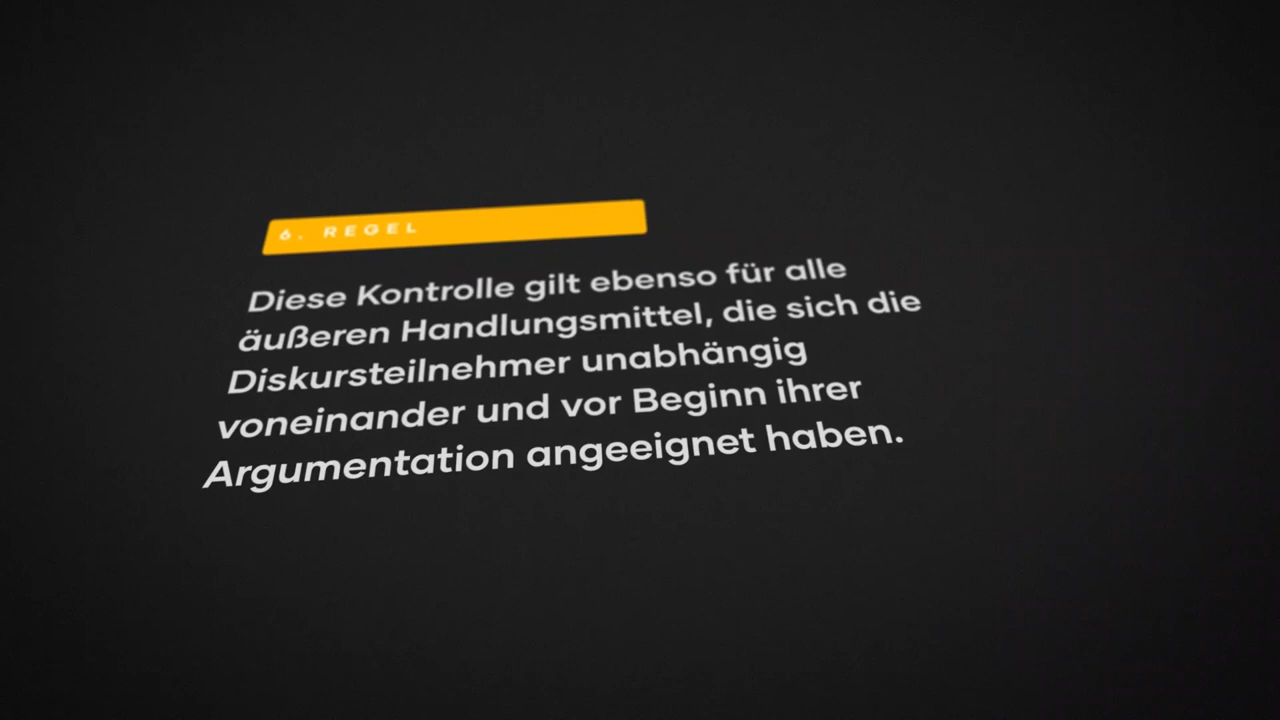 6. REGEL
Diese Kontrolle gilt ebenso für alle
äußeren Handlungsmittel, die sich die
Diskursteilnehmer unabhängig
voneinander und vor Beginn ihrer
Argumentation angeeignet haben.